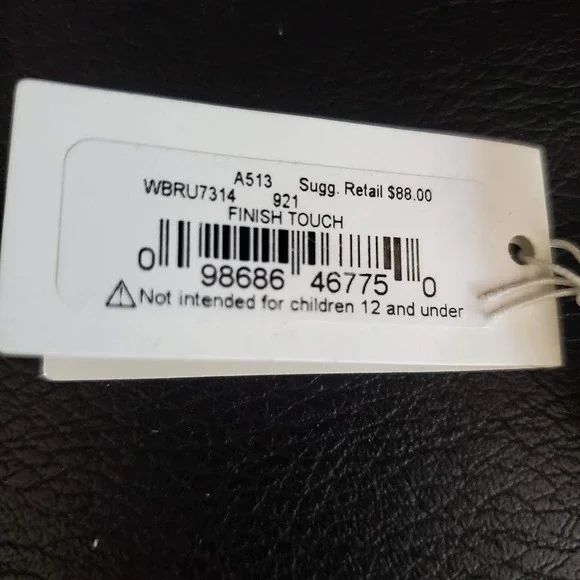 A513 Sugg. Retail $88.00
WBRU7314 921
FINISH TOUCH
0 98686 46775 0
⚠ Not intended for children 12 and under